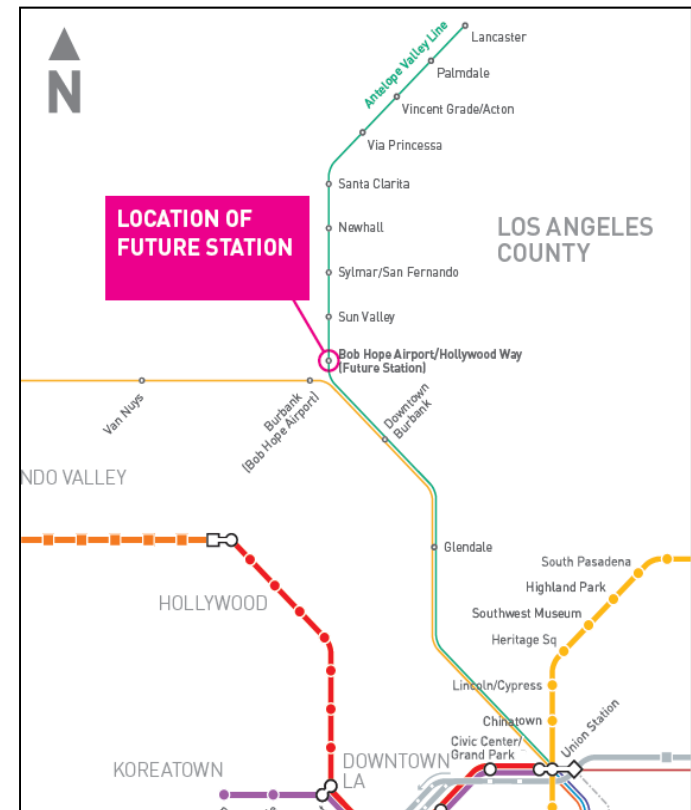 N
Antelope Valley Line
Lancaster
Palmdale
Vincent Grade/Acton
Via Princessa
Santa Clarita
LOCATION OF
FUTURE STATION
Newhall
LOS ANGELES
COUNTY
Sylmar/San Fernando
Sun Valley
Bob Hope Airport/Hollywood Way
(Future Station)
Van Nuys
Burbank
(Bob Hope Airport)
Downtown
Burbank
NDO VALLEY
Glendale
South Pasadena
Highland Park
HOLLYWOOD
Southwest Museum
Heritage Sq
Lincoln/Cypress
Chinatown
Union Station
Civic Center/
Grand Park
DOWNTOWN
LA
KOREATOWN